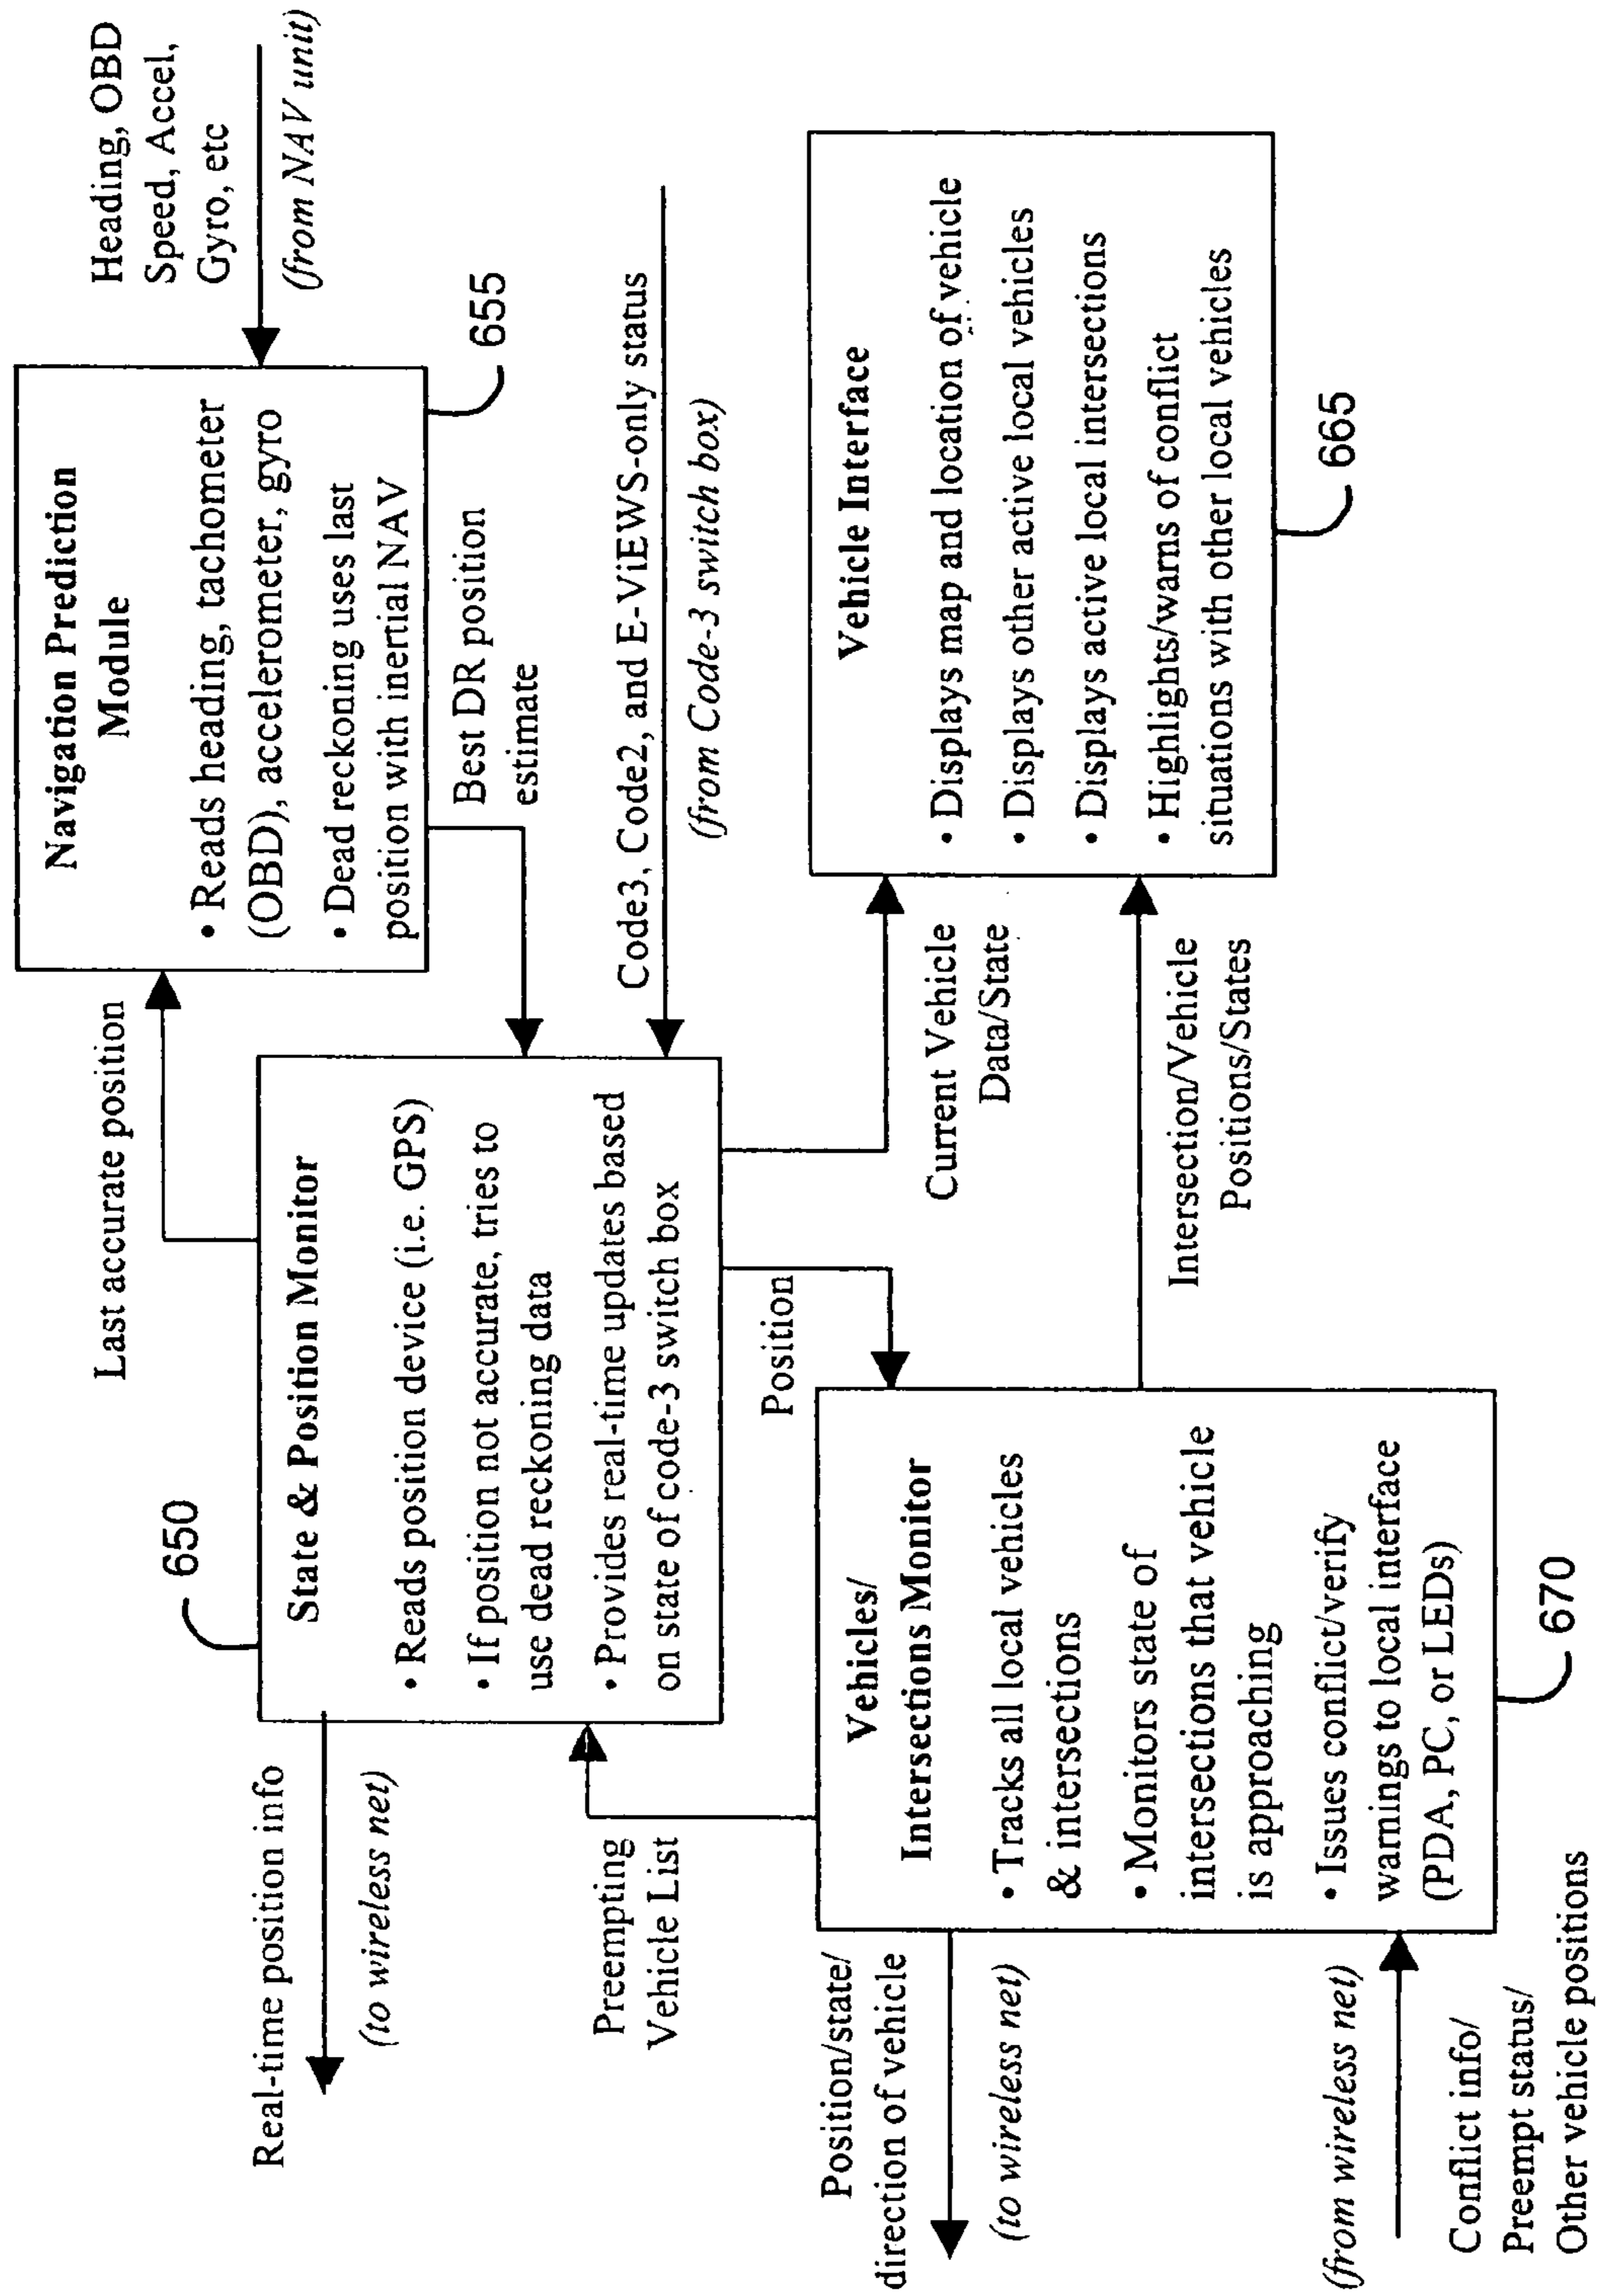 Heading, OBD
Speed, Accel,
Gyro, etc
(from NAV unit)
Navigation Prediction
Module
• Reads heading, tachometer
(OBD), accelerometer, gyro
• Dead reckoning uses last
position with inertial NAV
655
Last accurate position
Best DR position
estimate
Code3, Code2, and E-ViEWS-only status
(from Code-3 switch box)
650
State & Position Monitor
• Reads position device (i.e. GPS)
• If position not accurate, tries to
use dead reckoning data
• Provides real-time updates based
on state of code-3 switch box
Real-time position info
(to wireless net)
Preempting
Vehicle List
Position
Current Vehicle
Data/State
Vehicle Interface
• Displays map and location of vehicle
• Displays other active local vehicles
• Displays active local intersections
• Highlights/warns of conflict
situations with other local vehicles
665
Intersection/Vehicle
Positions/States
Vehicles/
Intersections Monitor
• Tracks all local vehicles
& intersections
• Monitors state of
intersections that vehicle
is approaching
• Issues conflict/verify
warnings to local interface
(PDA, PC, or LEDs)
670
Position/state/
direction of vehicle
(to wireless net)
(from wireless net)
Conflict info/
Preempt status/
Other vehicle positions